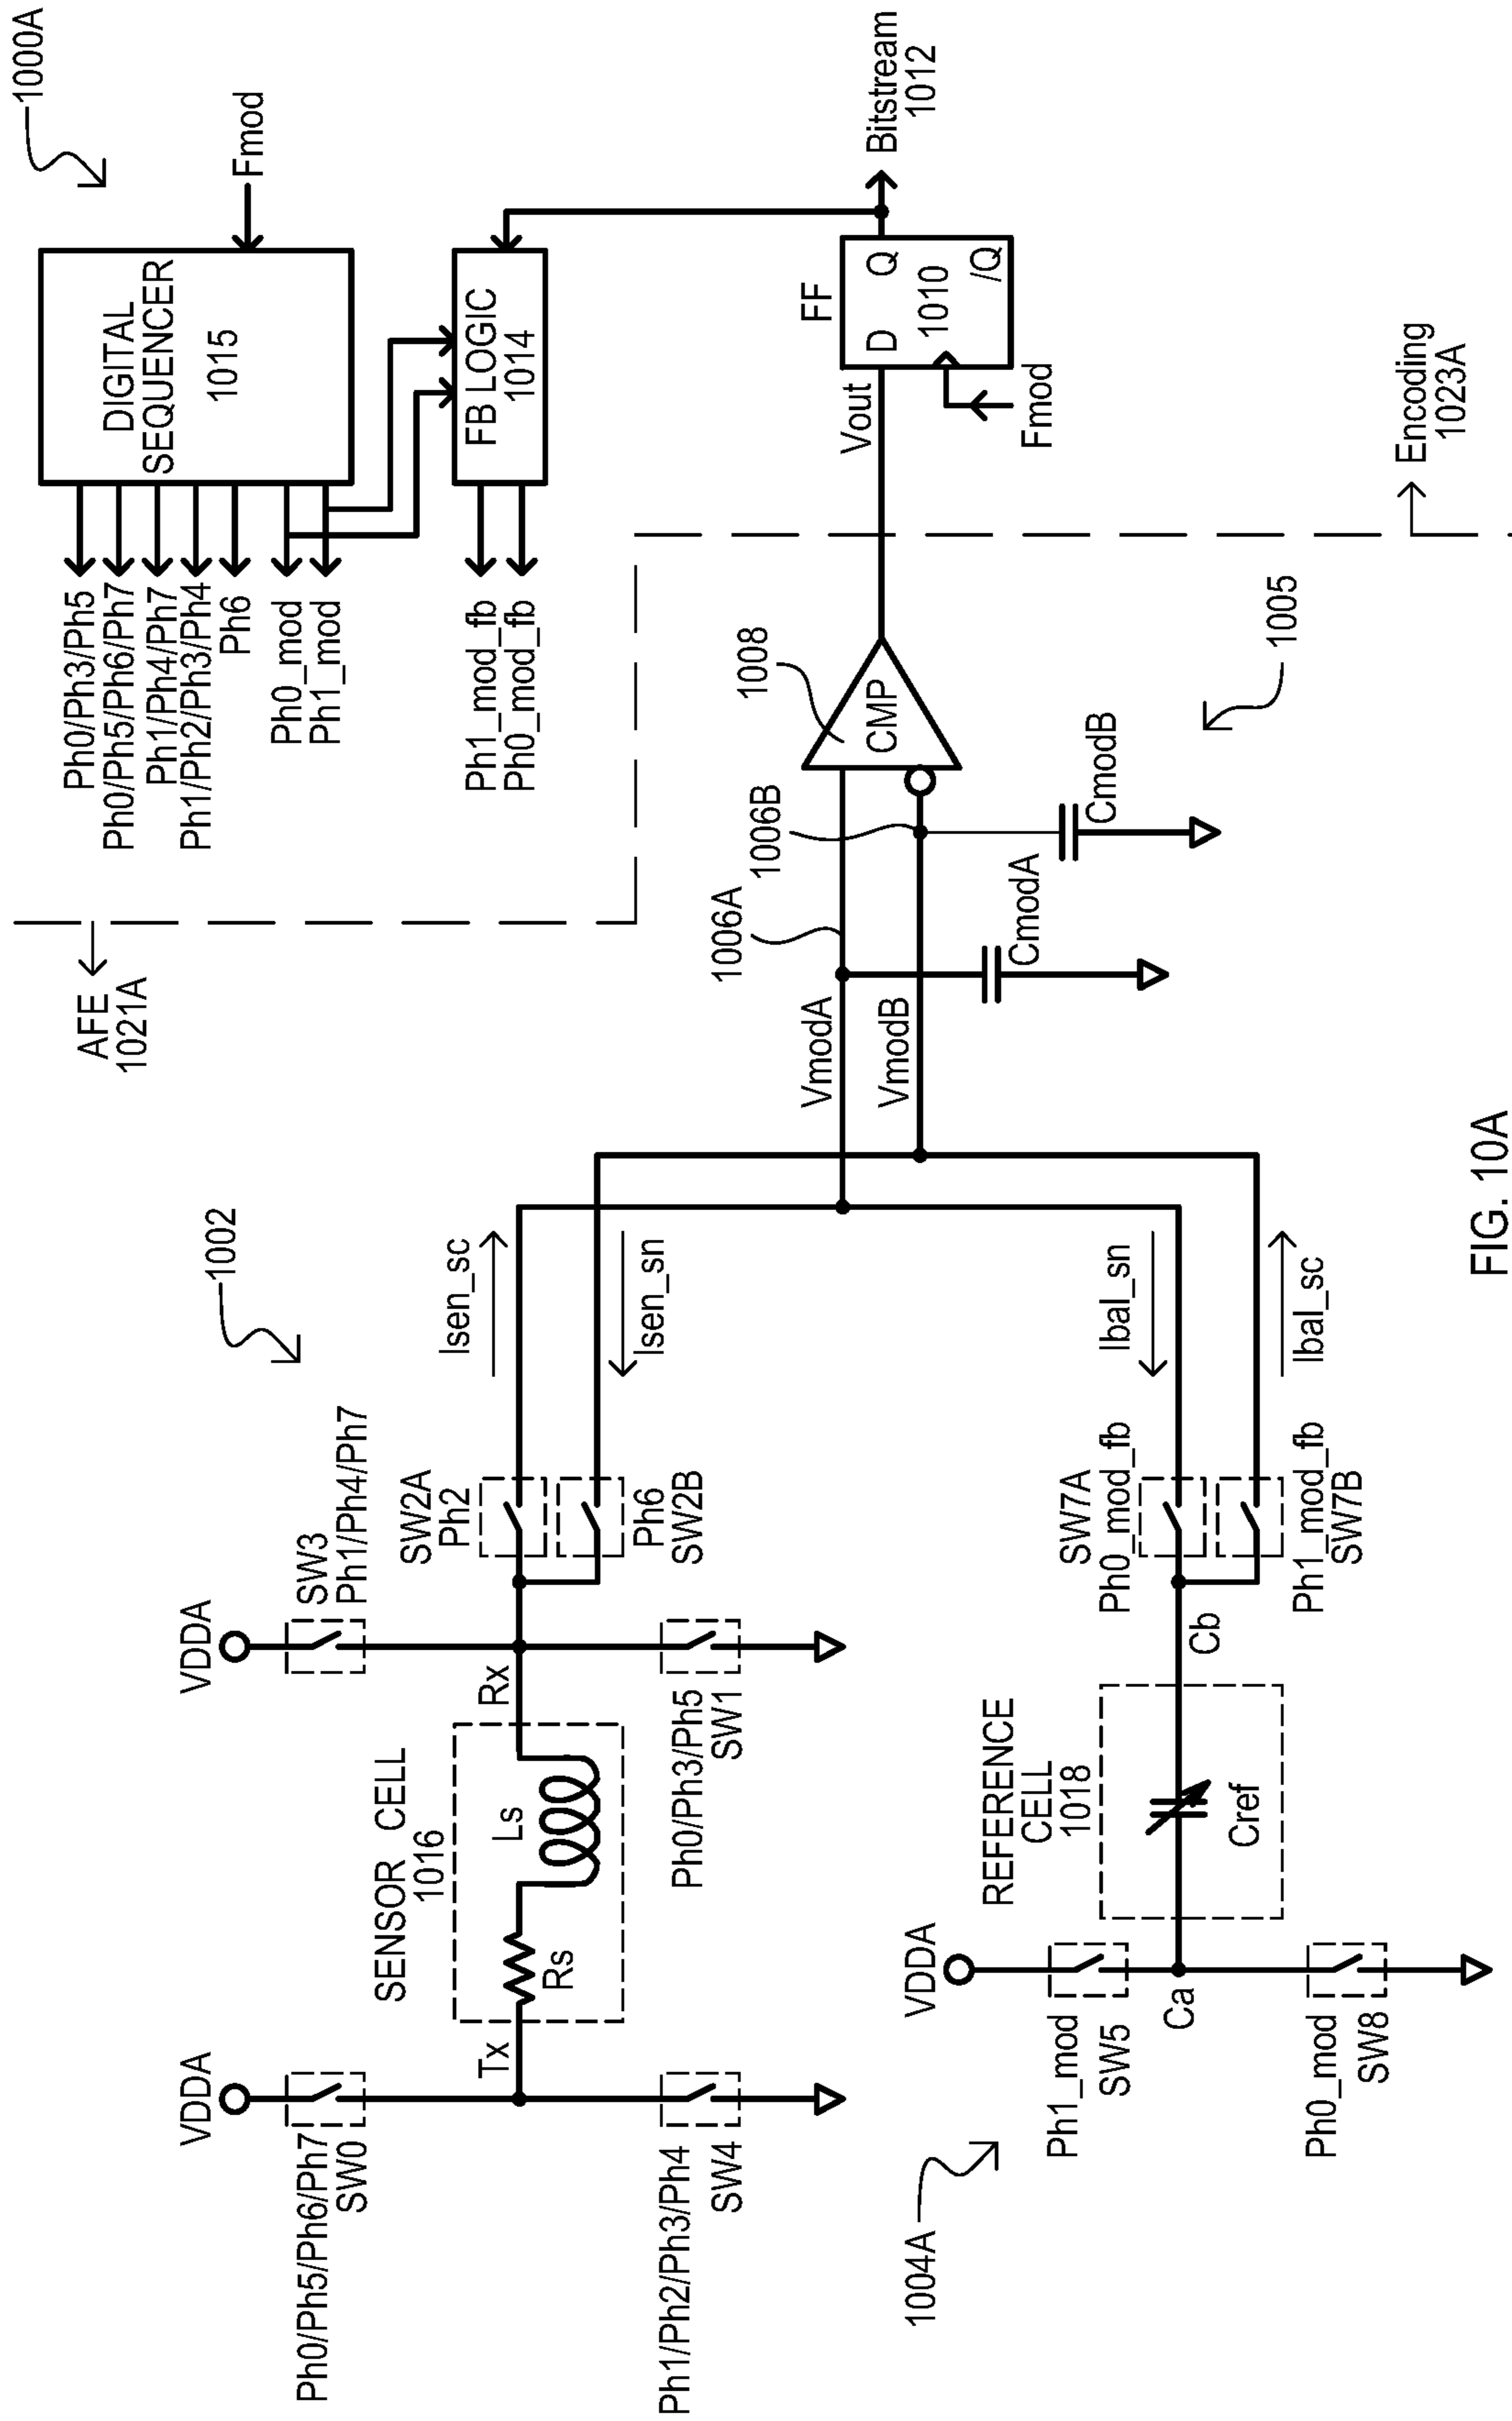 1000A
AFE
1021A
DIGITAL
SEQUENCER
1015
Fmod
Ph0/Ph3/Ph5
Ph0/Ph5/Ph6/Ph7
Ph1/Ph4/Ph7
Ph1/Ph2/Ph3/Ph4
Ph6
Ph0_mod
Ph1_mod
FB LOGIC
1014
Ph1_mod_fb
Ph0_mod_fb
1002
VDDA
Ph0/Ph5/Ph6/Ph7
SW0
VDDA
SW3
Ph1/Ph4/Ph7
SENSOR CELL
1016
Tx
Rs
Ls
Rx
SW2A
Ph2
Ph6
SW2B
Isen_sc
Isen_sn
Ph1/Ph2/Ph3/Ph4
SW4
Ph0/Ph3/Ph5
SW1
VmodA
VmodB
1006A
1006B
1008
CMP
CmodA
CmodB
1005
Vout
FF
D
Q
1010
/Q
Fmod
Bitstream
1012
Encoding
1023A
1004A
VDDA
Ph1_mod
SW5
Ca
Ph0_mod
SW8
REFERENCE
CELL
1018
Cref
Cb
SW7A
Ph0_mod_fb
Ph1_mod_fb
SW7B
Ibal_sn
Ibal_sc
FIG. 10A